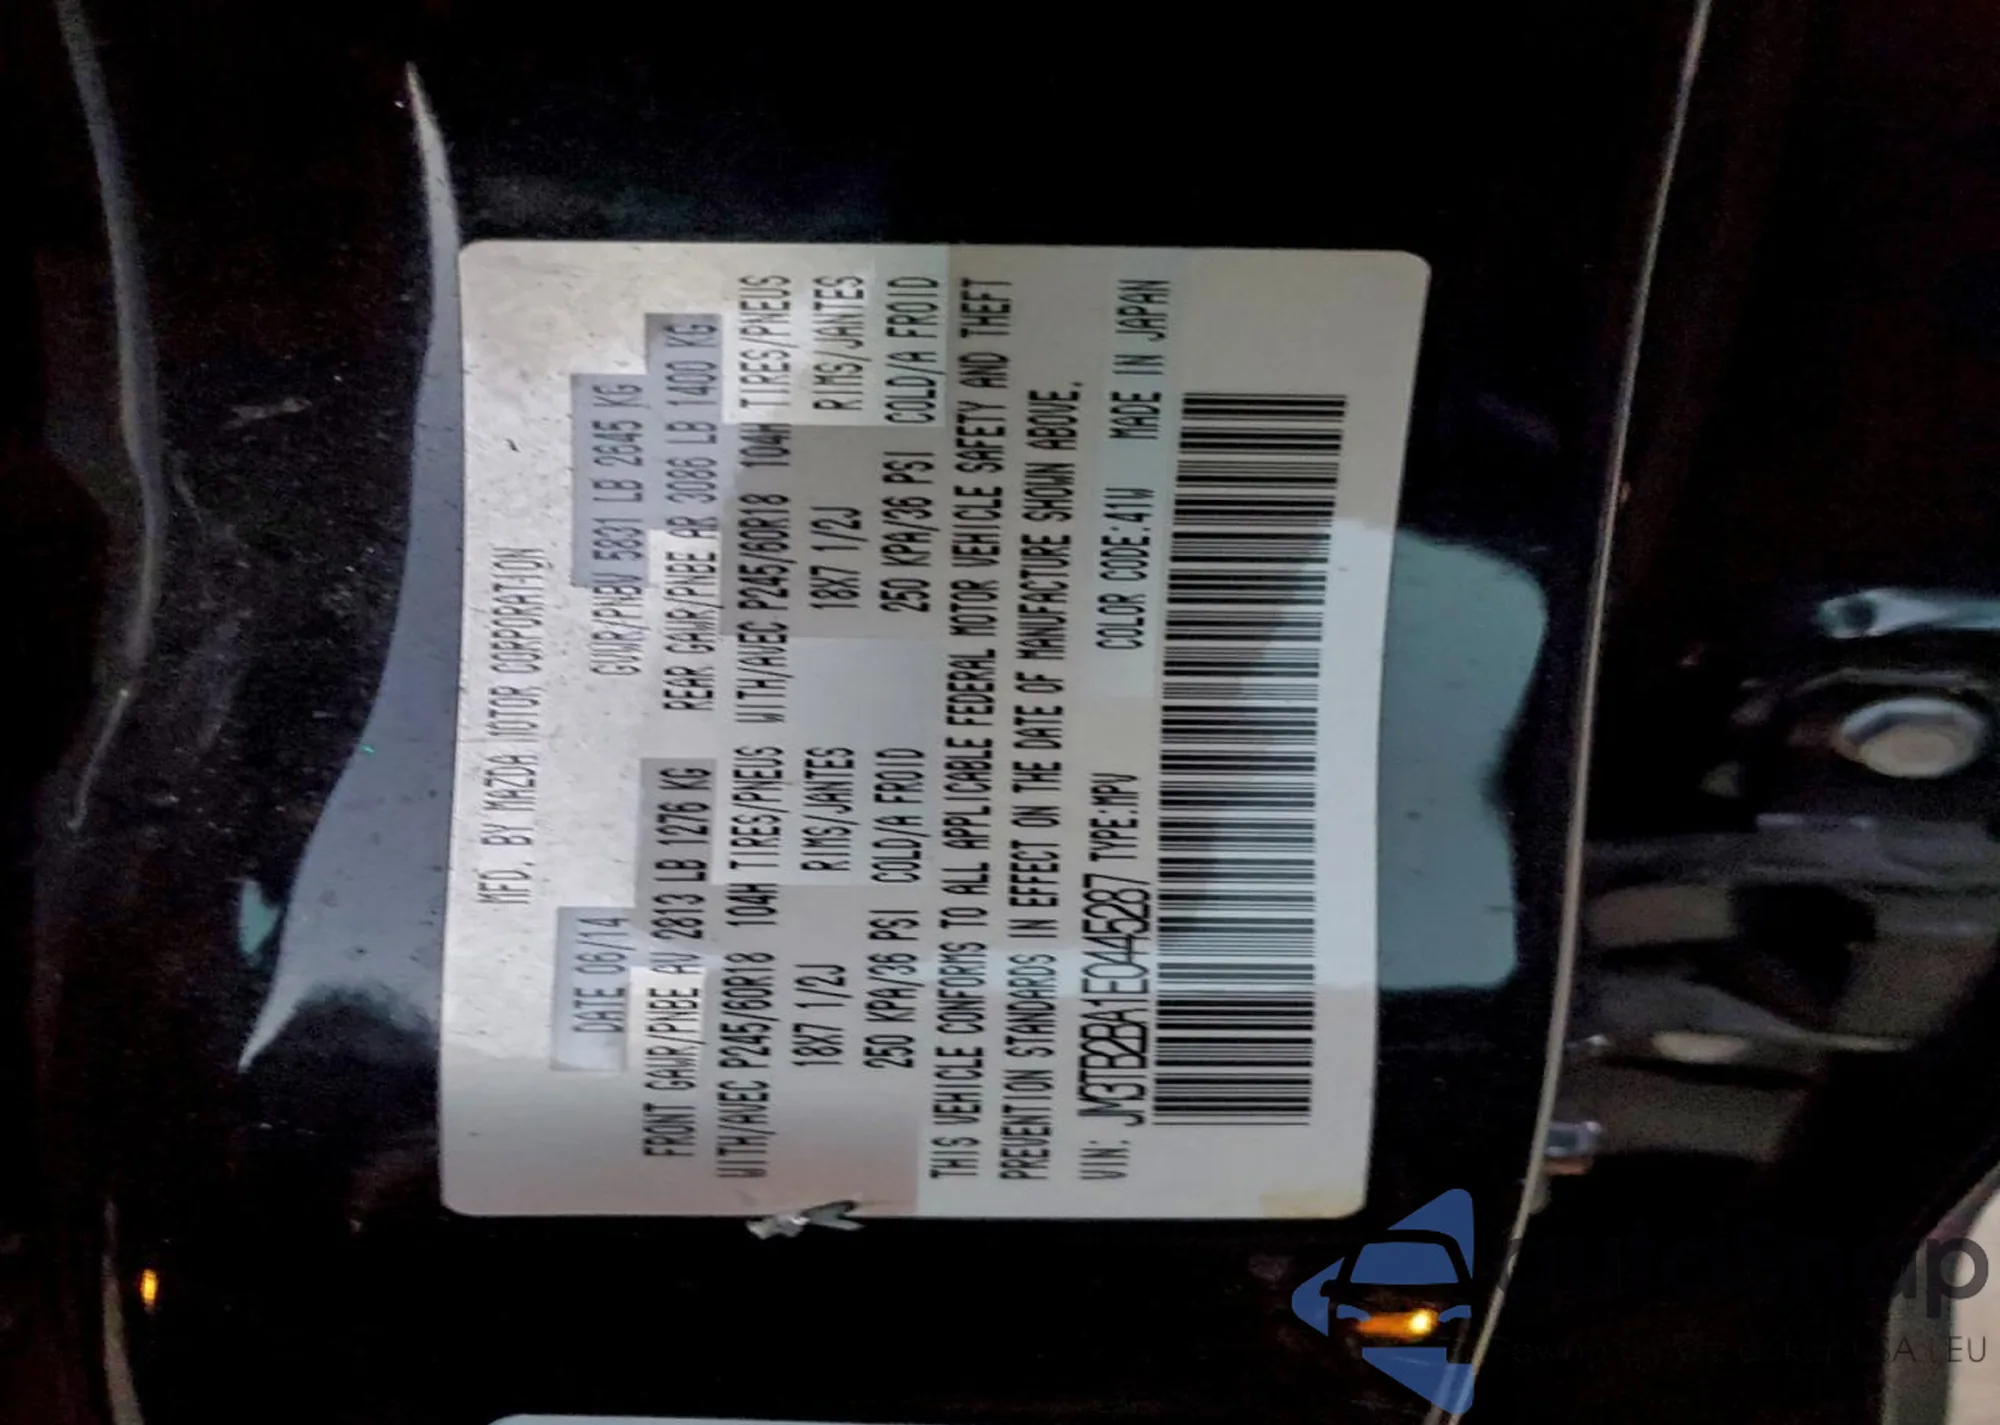 MFD. BY MAZDA MOTOR CORPORATION
DATE 06/14 GVWR/PNBV 5831 LB 2645 KG
FRONT GAWR/PNBE AV 2813 LB 1276 KG REAR GAWR/PNBE AR 3086 LB 1400 KG
WITH/AVEC P245/60R18 104H TIRES/PNEUS WITH/AVEC P245/60R18 104H TIRES/PNEUS
18X7 1/2J RIMS/JANTES 18X7 1/2J RIMS/JANTES
250 KPA/36 PSI COLD/A FROID 250 KPA/36 PSI COLD/A FROID
THIS VEHICLE CONFORMS TO ALL APPLICABLE FEDERAL MOTOR VEHICLE SAFETY AND THEFT
PREVENTION STANDARDS IN EFFECT ON THE DATE OF MANUFACTURE SHOWN ABOVE.
VIN: JM3TB2BA1E0445287 TYPE:MPV COLOR CODE:41W MADE IN JAPAN
EU